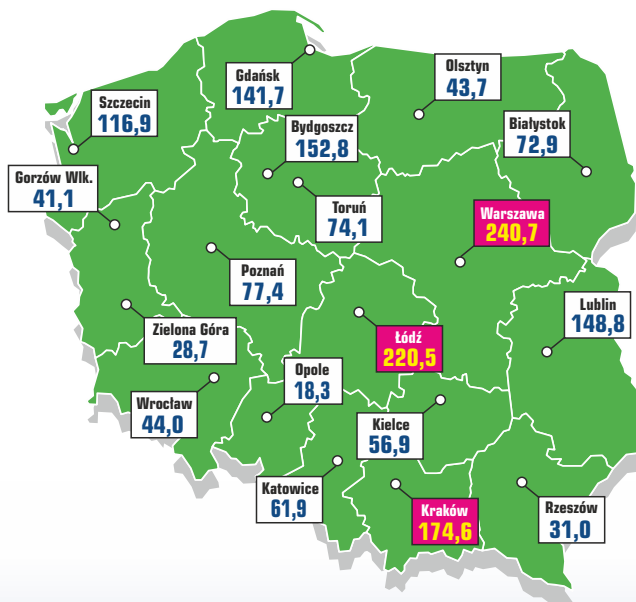 Gdańsk
141,7
Olsztyn
43,7
Szczecin
116,9
Bydgoszcz
152,8
Białystok
72,9
Gorzów Wlk.
41,1
Toruń
74,1
Warszawa
240,7
Poznań
77,4
Lublin
148,8
Zielona Góra
28,7
Łódź
220,5
Opole
18,3
Wrocław
44,0
Kielce
56,9
Katowice
61,9
Kraków
174,6
Rzeszów
31,0